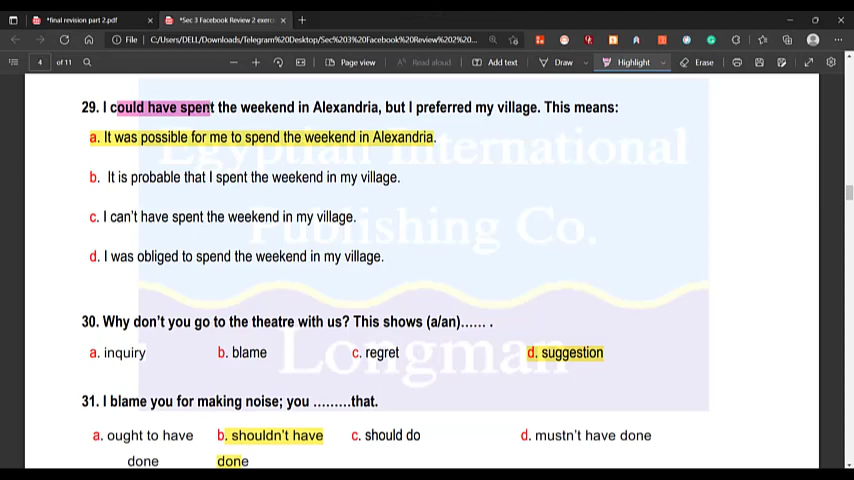 *final revision part 2.pdf
*Sec 3 Facebook Review 2 exerc
File
C:/Users/DELL/Downloads/Telegram%20Desktop/Sec%203%20Facebook%20Review%202%20...
4 of 11
Page view
Read aloud
Add text
Draw
Highlight
Erase
29. I could have spent the weekend in Alexandria, but I preferred my village. This means:
a. It was possible for me to spend the weekend in Alexandria.
b. It is probable that I spent the weekend in my village.
c. I can't have spent the weekend in my village.
d. I was obliged to spend the weekend in my village.
Egyptian International
Publishing Co.
Longman
30. Why don't you go to the theatre with us? This shows (a/an)...... .
a. inquiry b. blame c. regret d. suggestion
31. I blame you for making noise; you .........that.
a. ought to have b. shouldn't have c. should do d. mustn't have done
done done